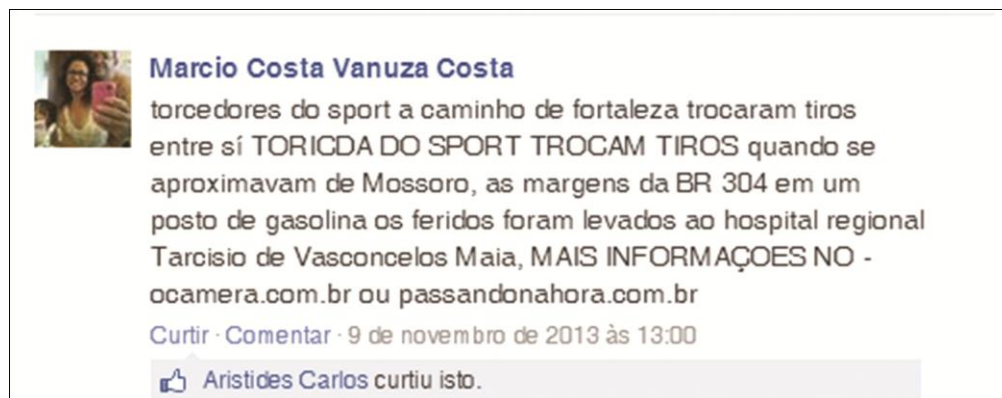 Marcio Costa Vanuza Costa
torcedores do sport a caminho de fortaleza trocaram tiros
entre sí TORICDA DO SPORT TROCAM TIROS quando se
aproximavam de Mossoro, as margens da BR 304 em um
posto de gasolina os feridos foram levados ao hospital regional
Tarcisio de Vasconcelos Maia, MAIS INFORMAÇOES NO -
ocamera.com.br ou passandonahora.com.br
Curtir · Comentar · 9 de novembro de 2013 às 13:00
Aristides Carlos curtiu isto.